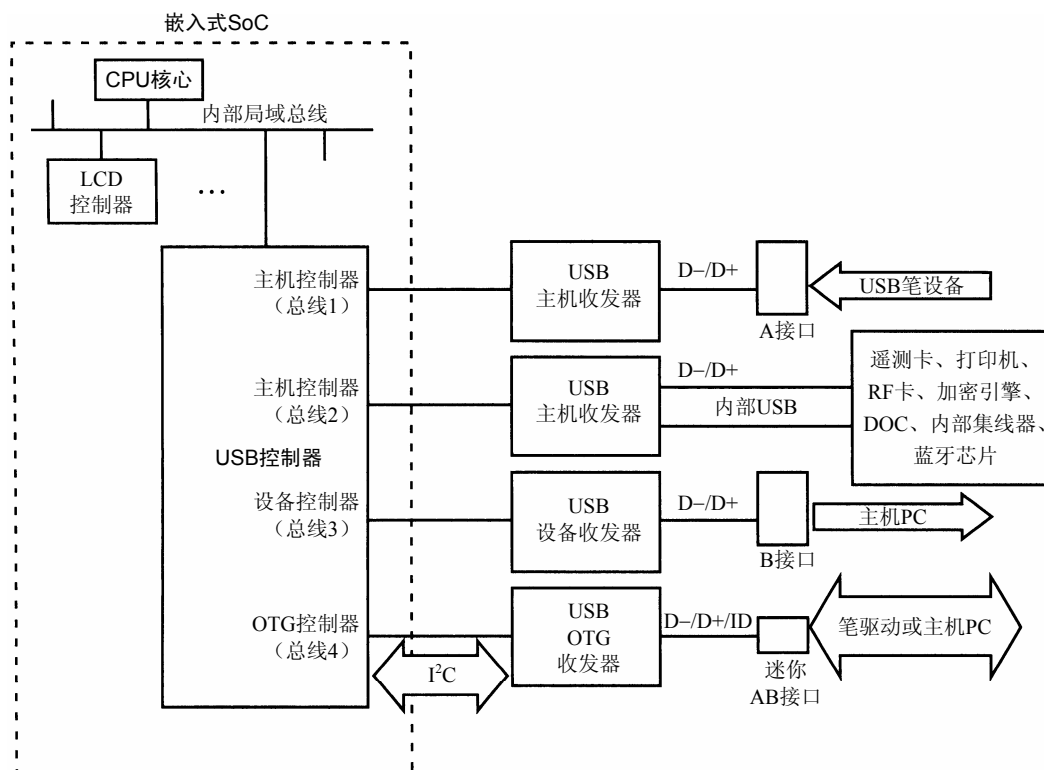 嵌入式SoC
CPU核心
内部局域总线
LCD
控制器
…
主机控制器
（总线1）
USB
主机收发器
D−/D+
A接口
USB笔设备
主机控制器
（总线2）
USB
主机收发器
D−/D+
内部USB
遥测卡、打印机、
RF卡、加密引擎、
DOC、内部集线器、
蓝牙芯片
USB控制器
设备控制器
（总线3）
USB
设备收发器
D−/D+
B接口
主机PC
OTG控制器
（总线4）
I²C
USB
OTG
收发器
D−/D+/ID
迷你
AB接口
笔驱动或主机PC